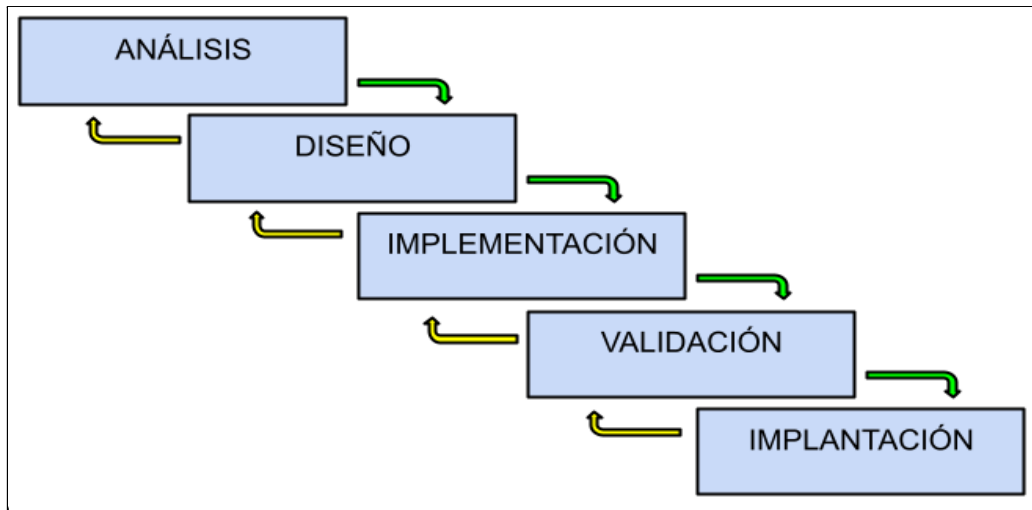 ANÁLISIS
DISEÑO
IMPLEMENTACIÓN
VALIDACIÓN
IMPLANTACIÓN